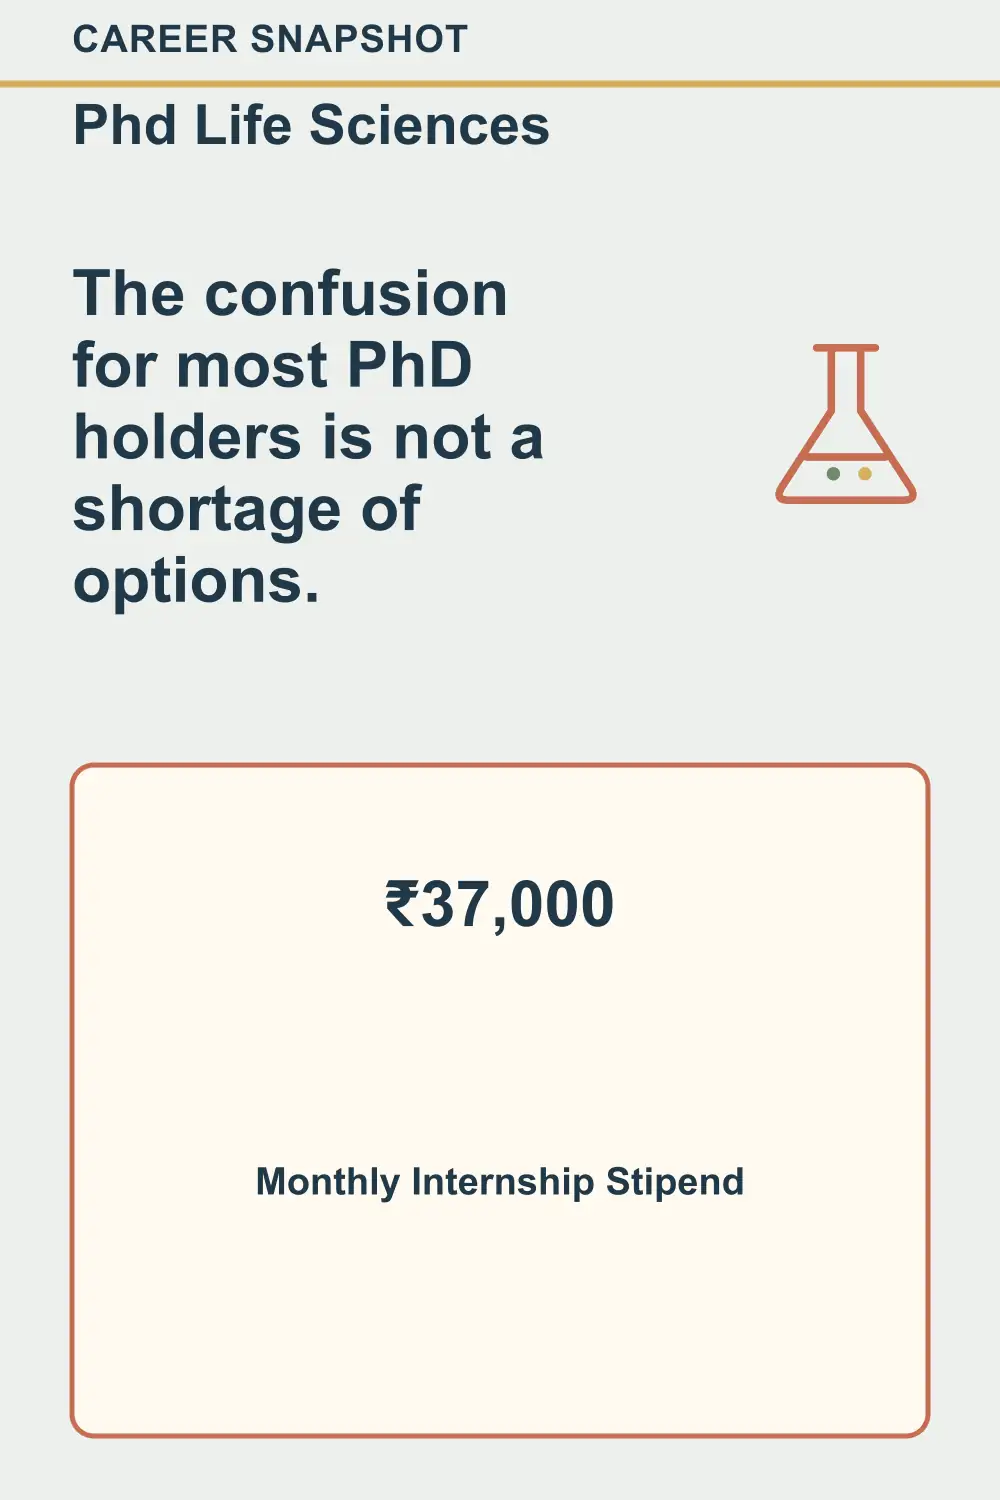 CAREER SNAPSHOT
Phd Life Sciences
The confusion
for most PhD
holders is not a
shortage of
options.
₹37,000
Monthly Internship Stipend